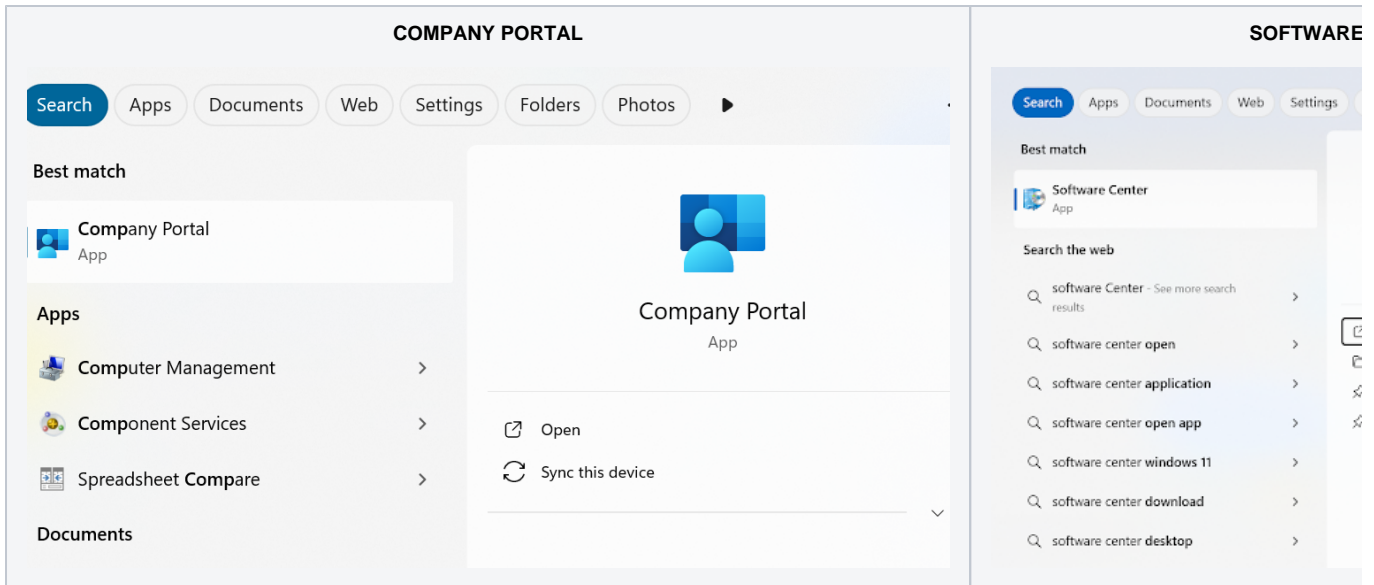 COMPANY PORTAL
Search Apps Documents Web Settings Folders Photos
Best match
Company Portal
App
Apps
Computer Management
Component Services
Spreadsheet Compare
Documents
Company Portal
App
Open
Sync this device
SOFTWARE
Search Apps Documents Web Settings
Best match
Software Center
App
Search the web
software Center - See more search
results
software center open
software center application
software center open app
software center windows 11
software center download
software center desktop